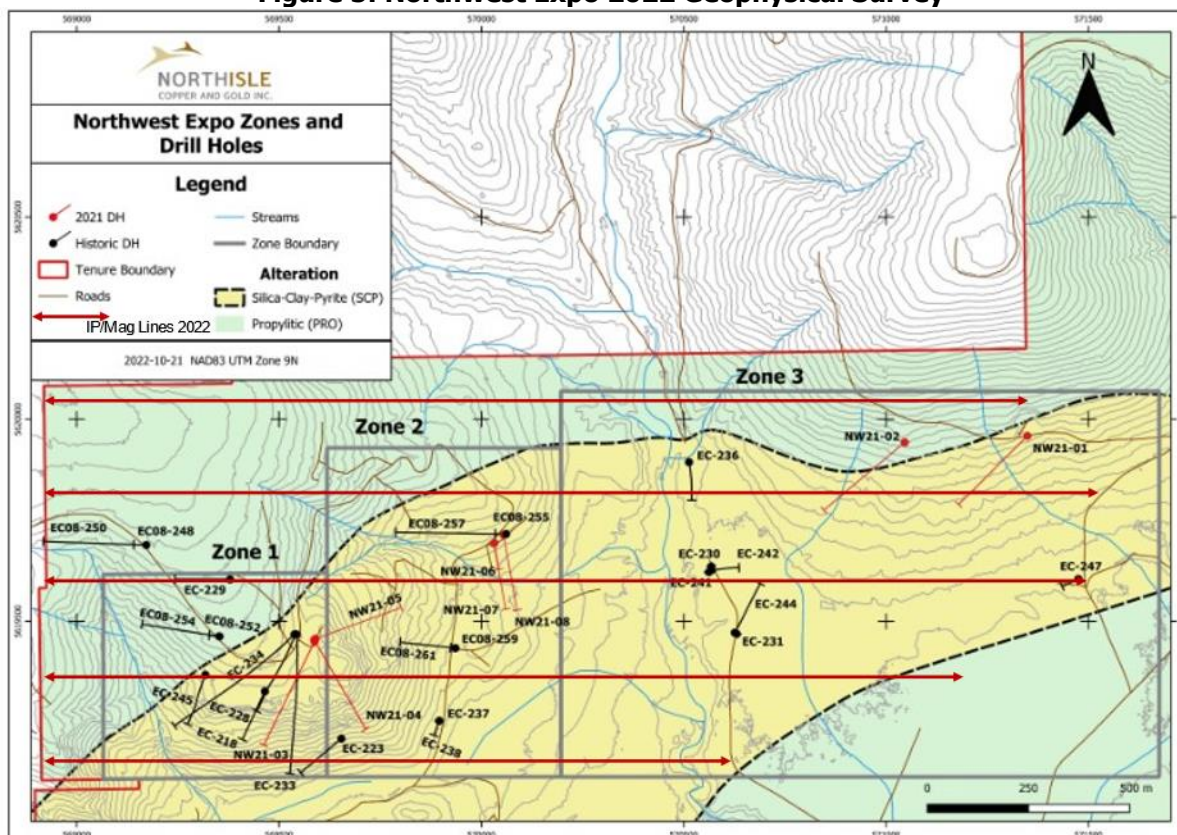 Figure 3: Northwest Expo 2022 Geophysical Survey
569000 569500 570000 570500 571000 571500
NORTHISLE
COPPER AND GOLD INC.
Northwest Expo Zones and
Drill Holes
Legend
2021 DH
Historic DH
Tenure Boundary
Roads
IP/Mag Lines 2022
Streams
Zone Boundary
Alteration
Silica-Clay-Pyrite (SCP)
Propylitic (PRO)
2022-10-21 NAD83 UTM Zone 9N
N
5620500
5620000
5619500
Zone 3
Zone 2
Zone 1
NW21-02
NW21-01
EC-236
EC08-250
EC08-248
EC08-257
EC08-255
EC-229
NW21-06
EC-230
EC-242
EC-241
EC-247
NW21-05
NW21-07
NW21-08
EC-244
EC08-254
EC08-252
EC08-259
EC08-261
EC-231
EC-234
EC-245
EC-228
EC-218
NW21-03
NW21-04
EC-237
EC-238
EC-223
EC-233
0 250 500 m